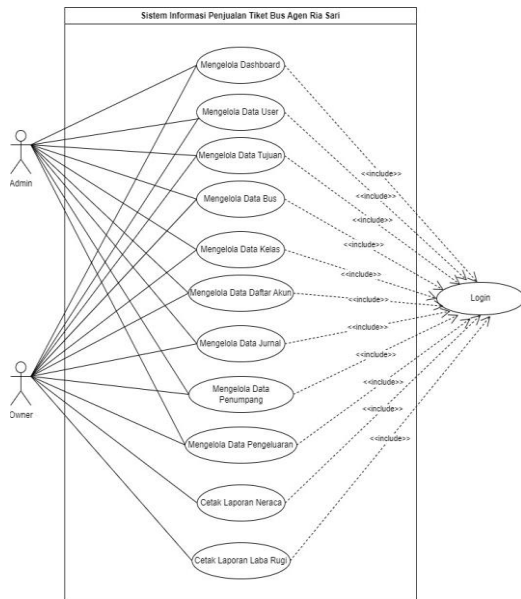 Sistem Informasi Penjualan Tiket Bus Agen Ria Sari
Mengelola Dashboard
Mengelola Data User
Admin
Mengelola Data Tujuan
<<include>>
<<include>>
Mengelola Data Bus
<<include>>
<<include>>
Mengelola Data Kelas
<<include>>
Mengelola Data Daftar Akun
<<include>>
Login
Mengelola Data Jurnal
<<include>>
Mengelola Data
Penumpang
<<include>>
Owner
<<include>>
Mengelola Data Pengeluaran
<<include>>
<<include>>
Cetak Laporan Neraca
Cetak Laporan Laba Rugi